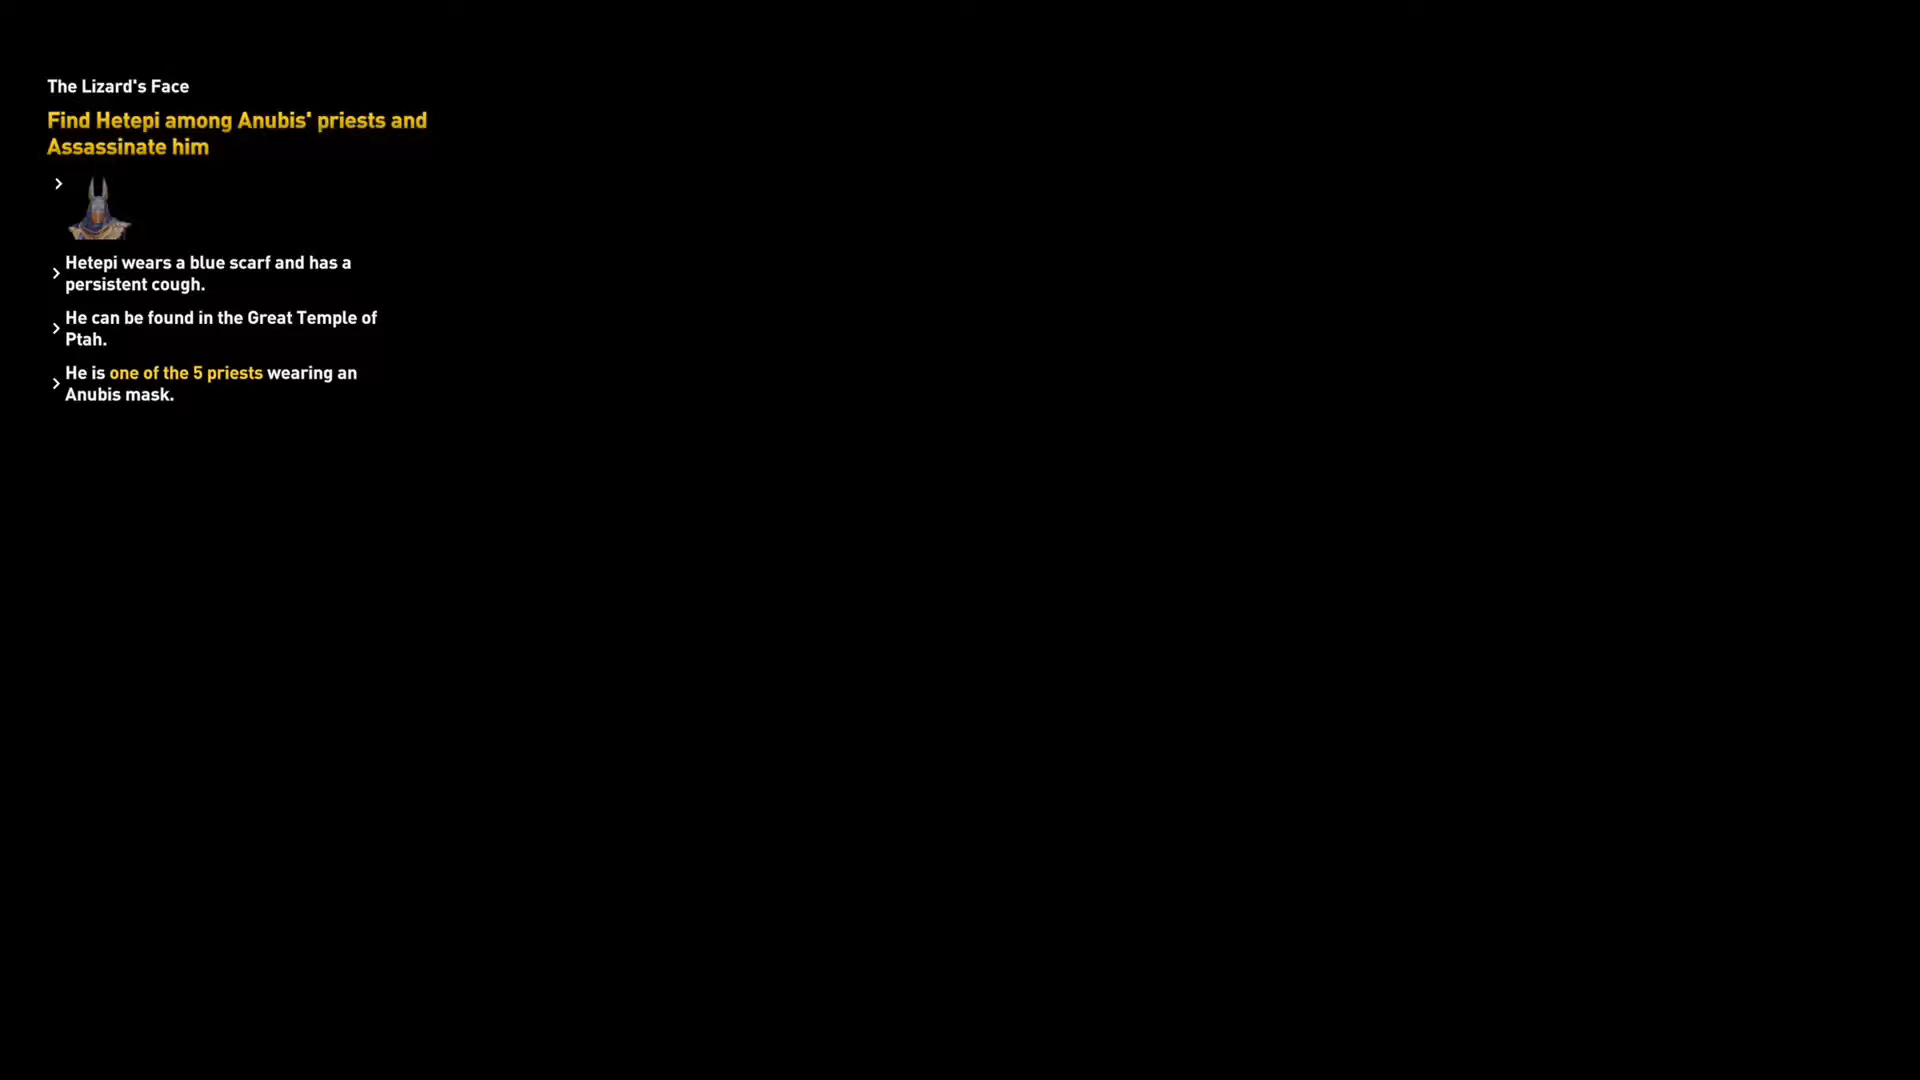 The Lizard's Face
Find Hetepi among Anubis' priests and
Assassinate him
Hetepi wears a blue scarf and has a
persistent cough.
He can be found in the Great Temple of
Ptah.
He is one of the 5 priests wearing an
Anubis mask.